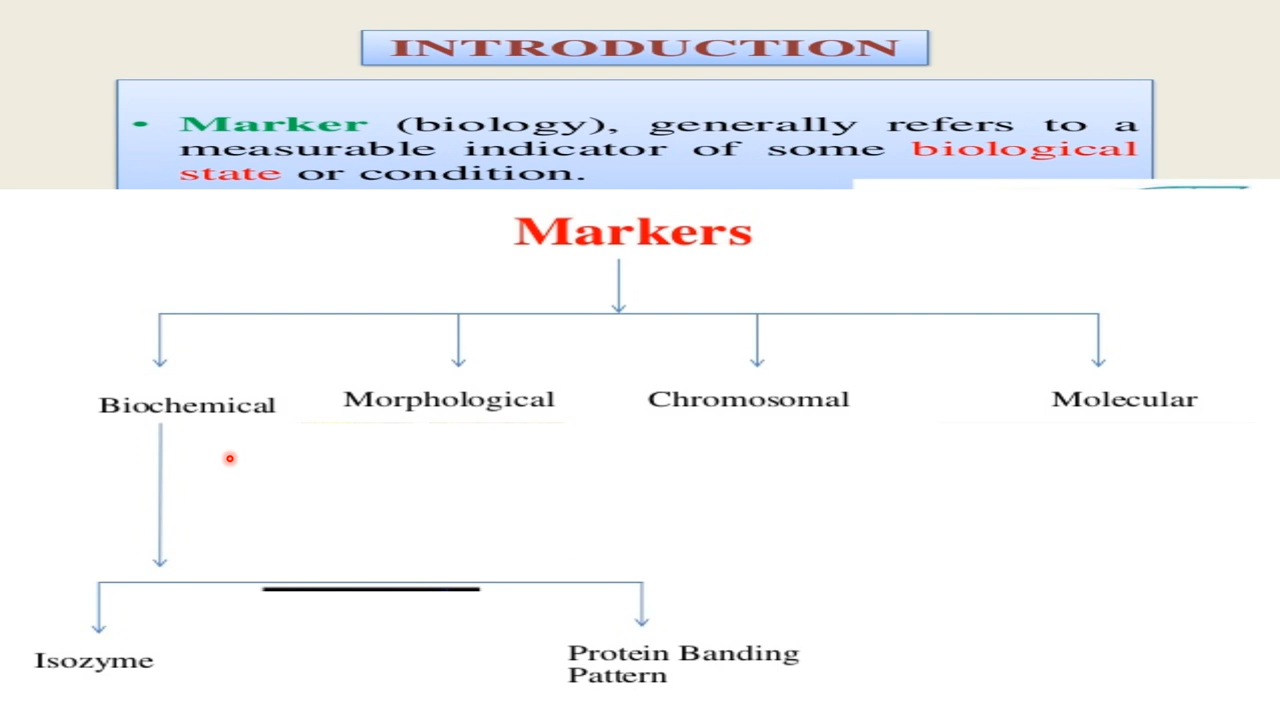 INTRODUCTION
• Marker (biology), generally refers to a
measurable indicator of some biological
state or condition.
Markers
Biochemical
Morphological
Chromosomal
Molecular
Isozyme
Protein Banding
Pattern